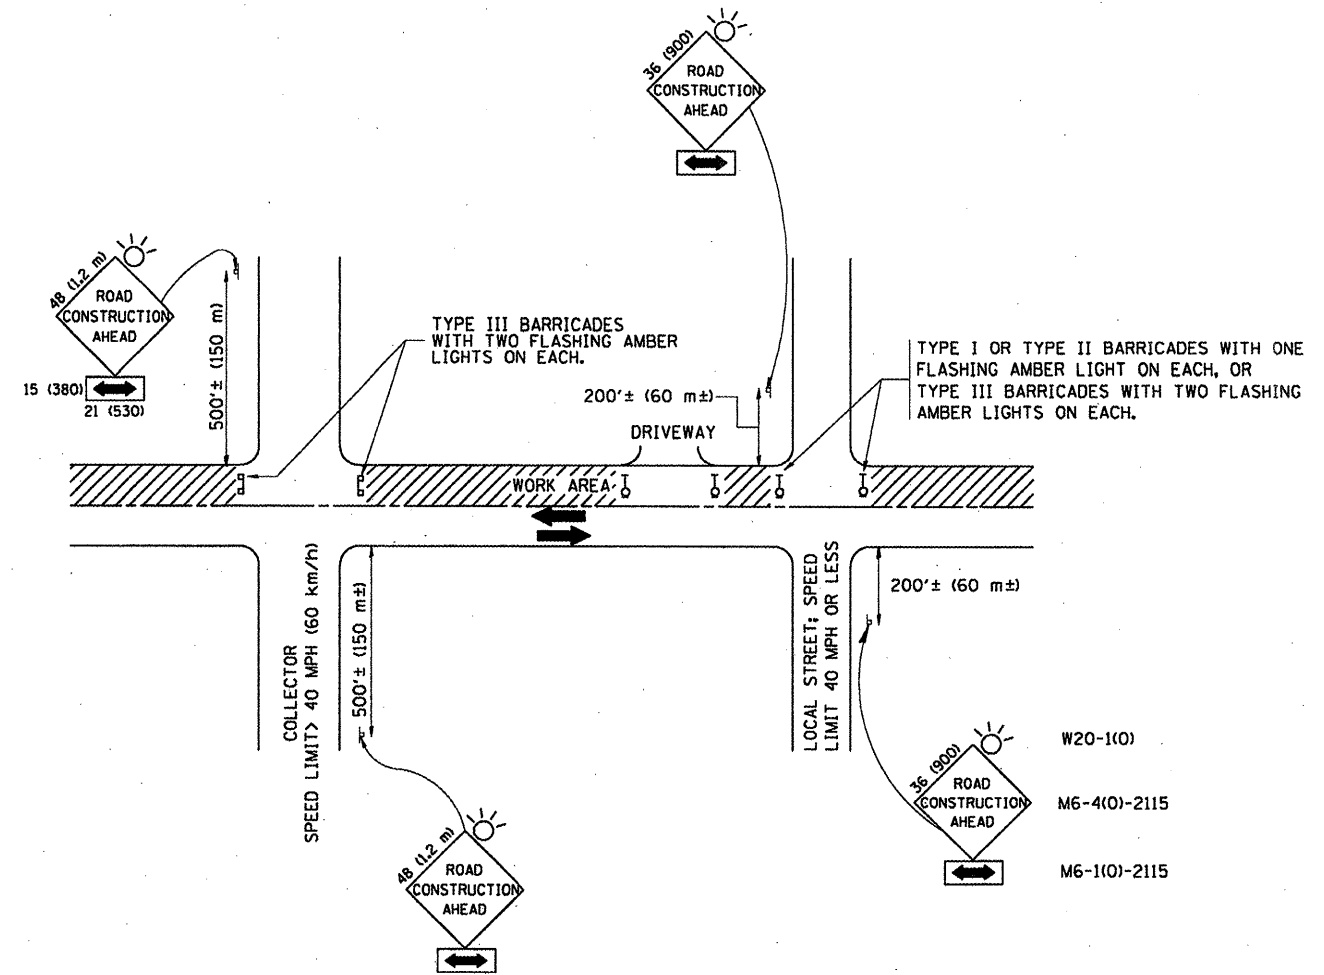 36 (900)
ROAD
CONSTRUCTION
AHEAD
48 (1.2 m)
ROAD
CONSTRUCTION
AHEAD
15 (380)
21 (530)
500'± (150 m)
TYPE III BARRICADES
WITH TWO FLASHING AMBER
LIGHTS ON EACH.
200'± (60 m±)
DRIVEWAY
TYPE I OR TYPE II BARRICADES WITH ONE
FLASHING AMBER LIGHT ON EACH, OR
TYPE III BARRICADES WITH TWO FLASHING
AMBER LIGHTS ON EACH.
WORK AREA
COLLECTOR
SPEED LIMIT> 40 MPH (60 km/h)
500'± (150 m±)
LOCAL STREET; SPEED
LIMIT 40 MPH OR LESS
200'± (60 m±)
48 (1.2 m)
ROAD
CONSTRUCTION
AHEAD
36 (900)
ROAD
CONSTRUCTION
AHEAD
W20-1(O)
M6-4(O)-2115
M6-1(O)-2115